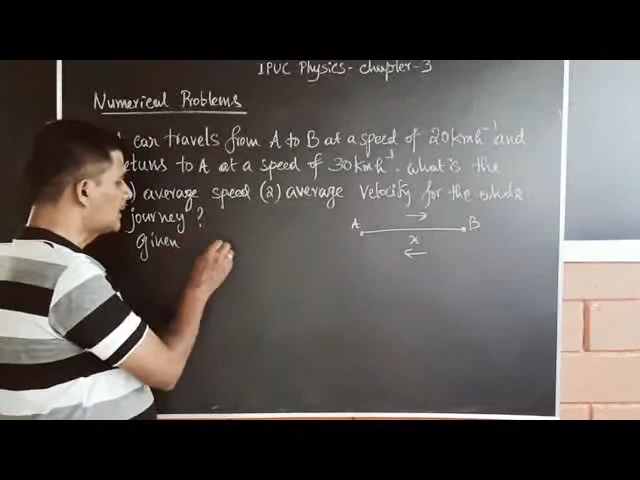 IPUC Physics - chapter-3
Numerical Problems
car travels from A to B at a speed of 20kmh⁻¹ and
to A at a speed of 30kmh⁻¹. what is the
) average speed (2) average velocity for the whole
journey ?
A B
given
x